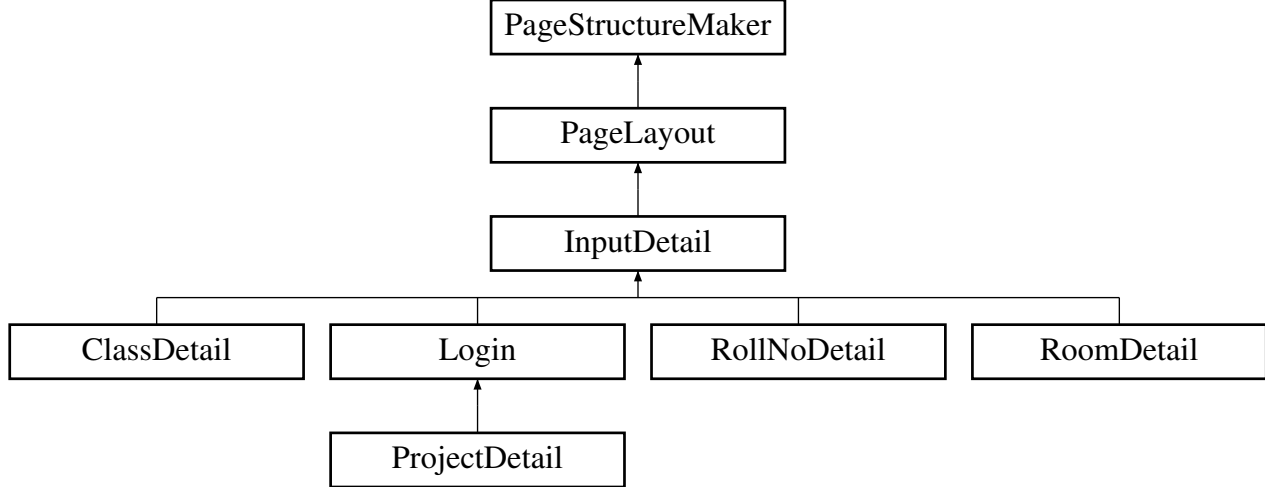 PageStructureMaker
PageLayout
InputDetail
ClassDetail Login RollNoDetail RoomDetail
ProjectDetail